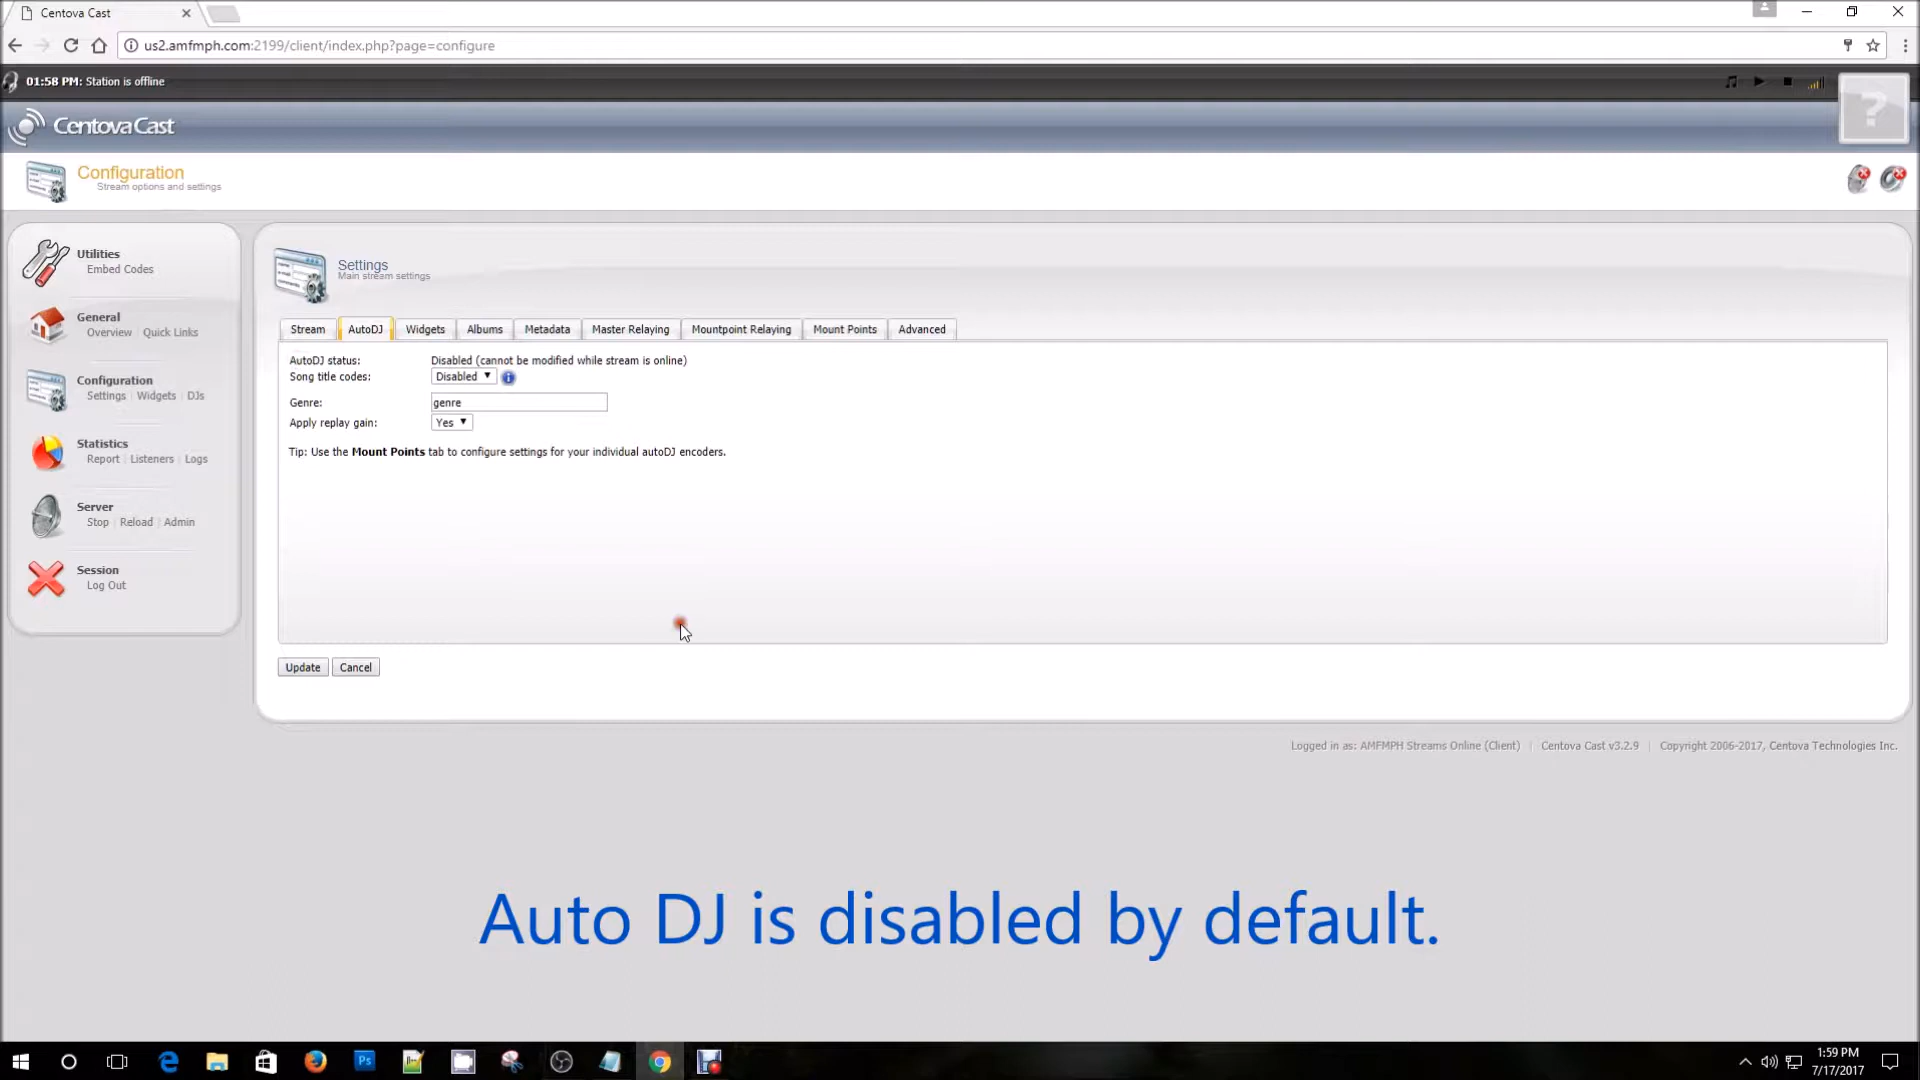 Centova Cast
us2.amfmph.com:2199/client/index.php?page=configure
01:58 PM: Station is offline
CentovaCast
?
Configuration
Stream options and settings
Utilities
Embed Codes
General
Overview Quick Links
Configuration
Settings Widgets DJs
Statistics
Report Listeners Logs
Server
Stop Reload Admin
Session
Log Out
Settings
Main stream settings
Stream AutoDJ Widgets Albums Metadata Master Relaying Mountpoint Relaying Mount Points Advanced
AutoDJ status: Disabled (cannot be modified while stream is online)
Song title codes: Disabled
Genre: genre
Apply replay gain: Yes
Tip: Use the Mount Points tab to configure settings for your individual autoDJ encoders.
Update Cancel
Logged in as: AMFMPH Streams Online (Client) | Centova Cast v3.2.9 | Copyright 2006-2017, Centova Technologies Inc.
Auto DJ is disabled by default.
Ps
1:59 PM
7/17/2017